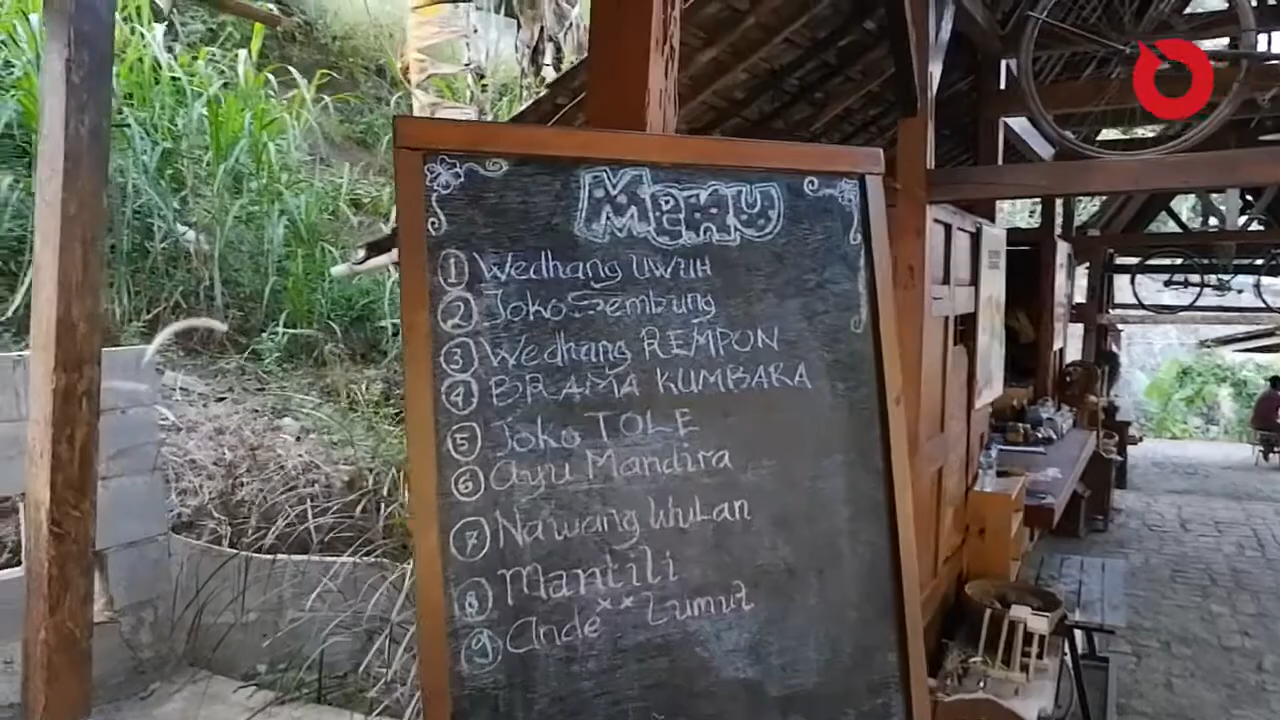 Menu
1 Wedhang UWUH
2 Joko Sembung
3 Wedhang REMPON
4 BRAMA KUMBARA
5 Joko TOLE
6 Ayu Mandira
7 Nawang Wulan
8 Mantili
9 Ande xx Lumut